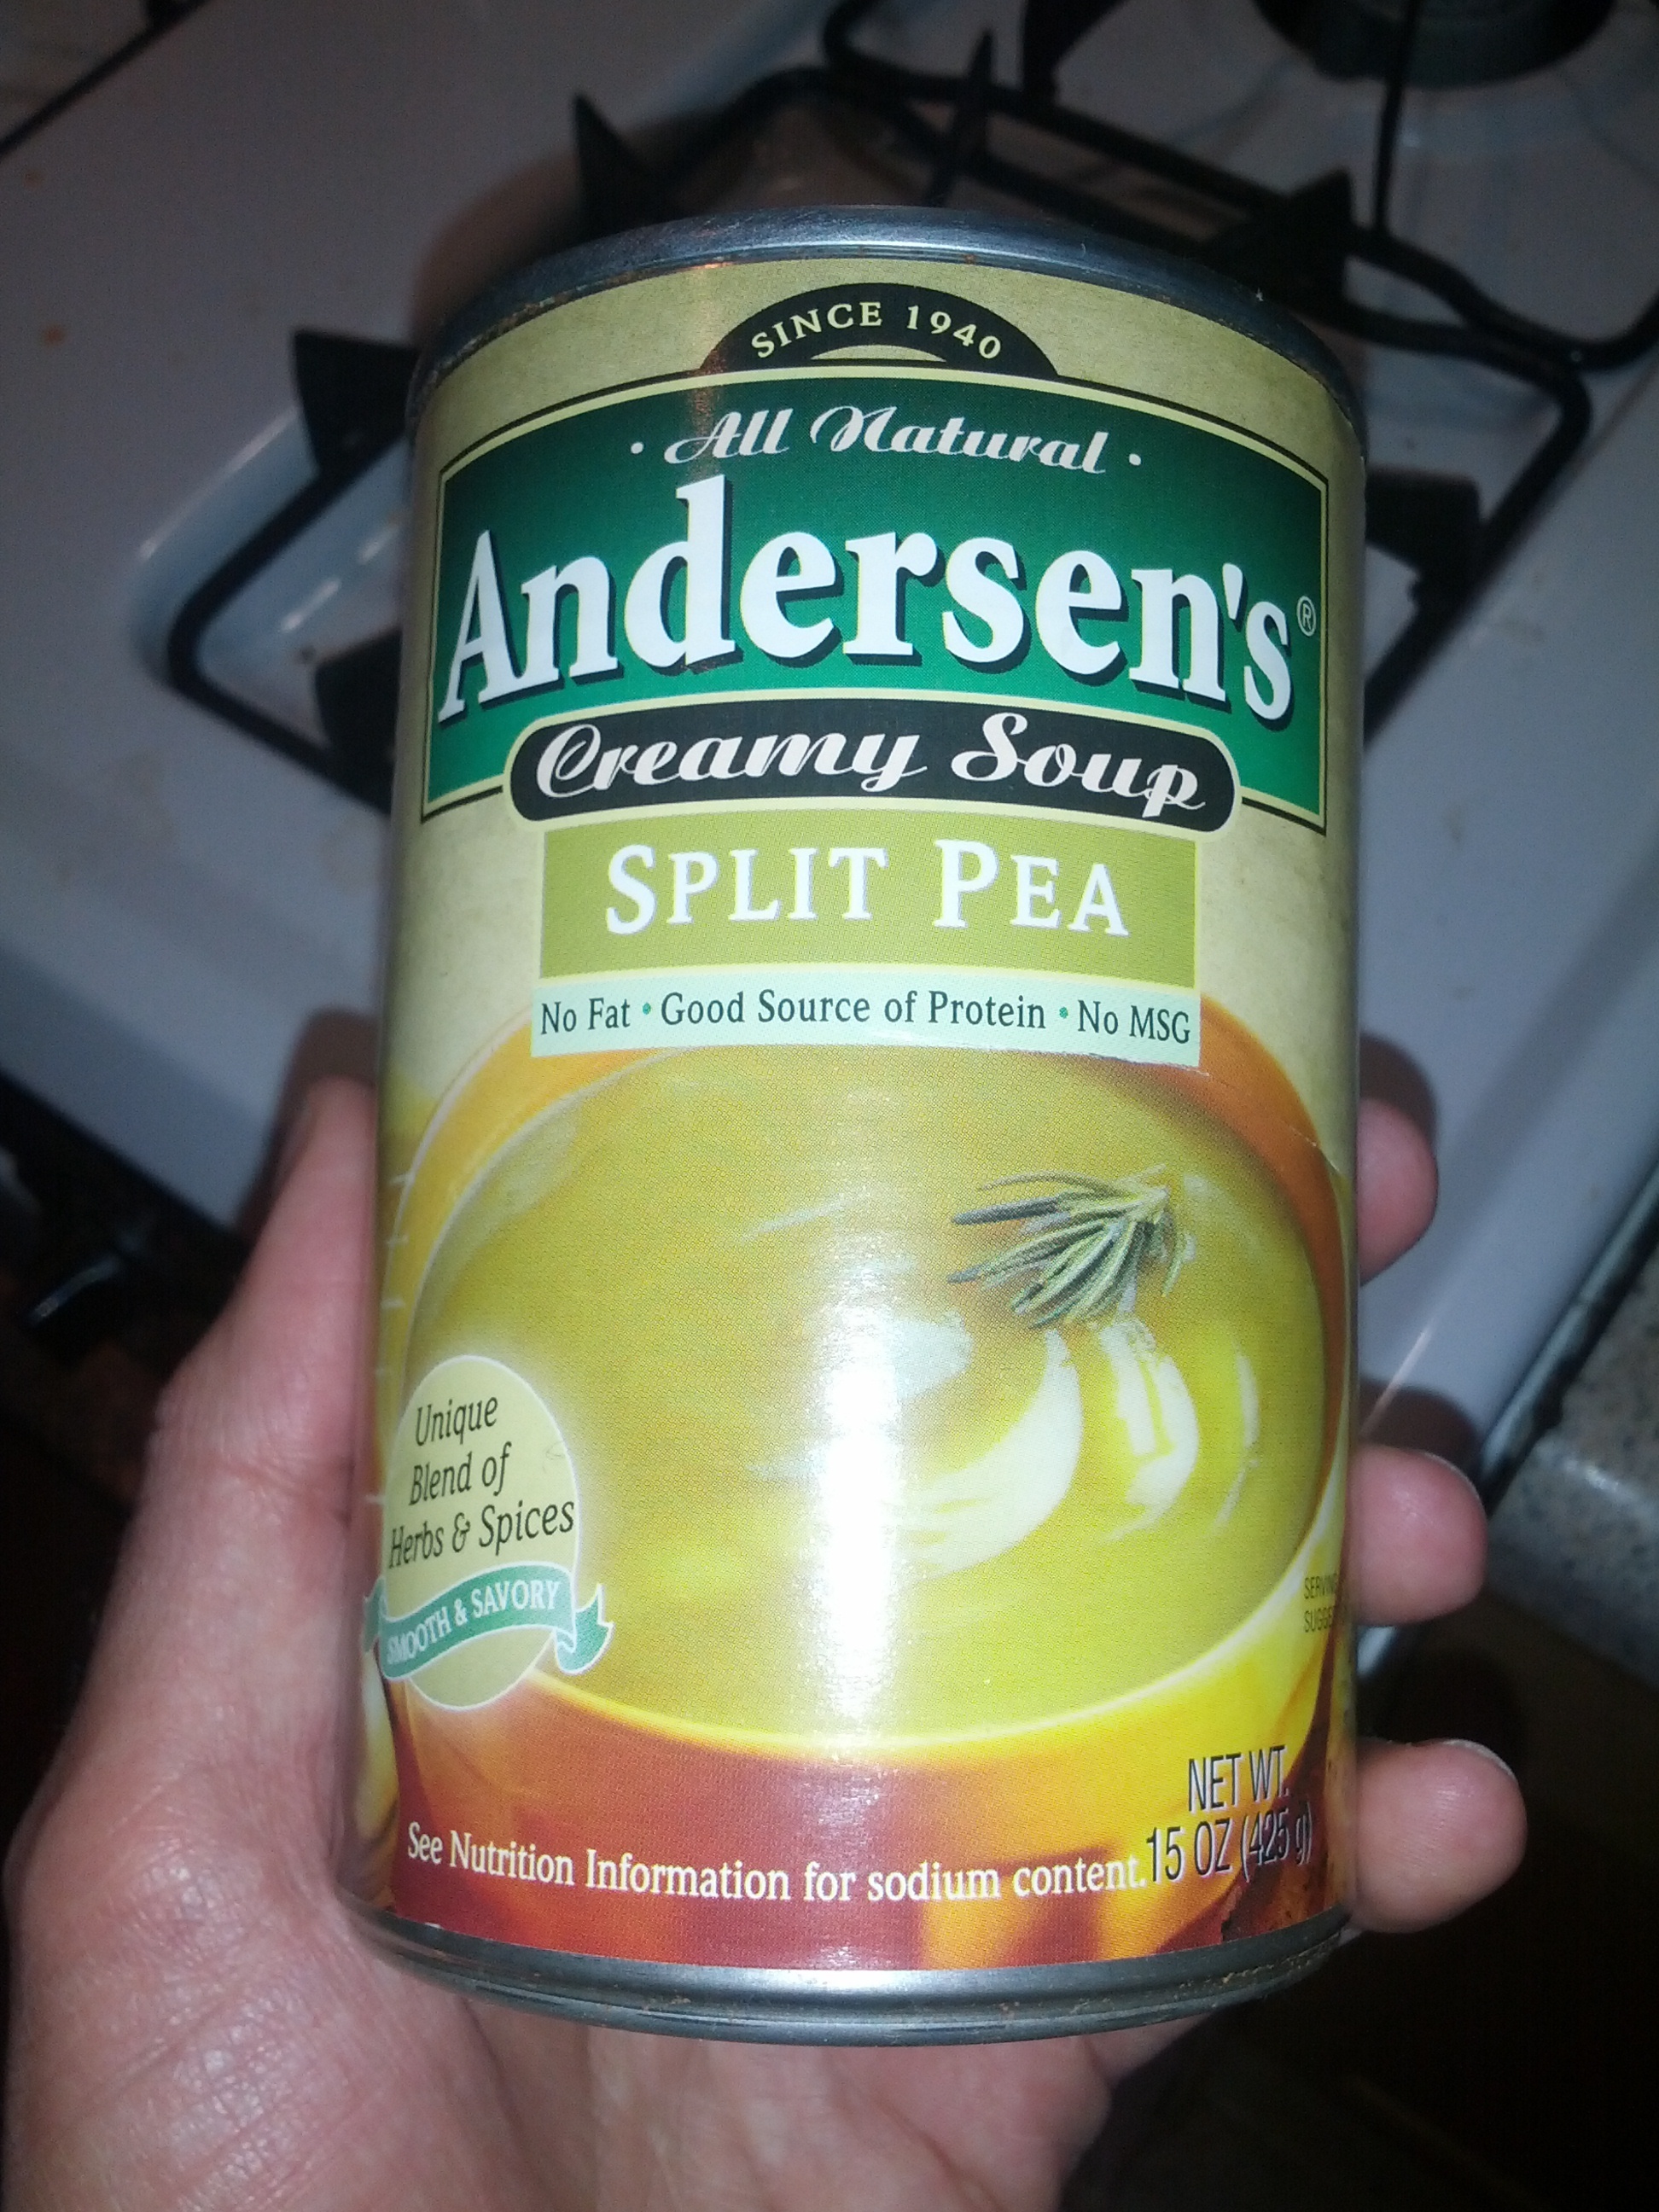 SINCE 1940
• All Natural •
Andersen's®
Creamy Soup
SPLIT PEA
No Fat • Good Source of Protein • No MSG
Unique
Blend of
Herbs & Spices
SMOOTH & SAVORY
NET WT.
15 OZ (425 g)
See Nutrition Information for sodium content.